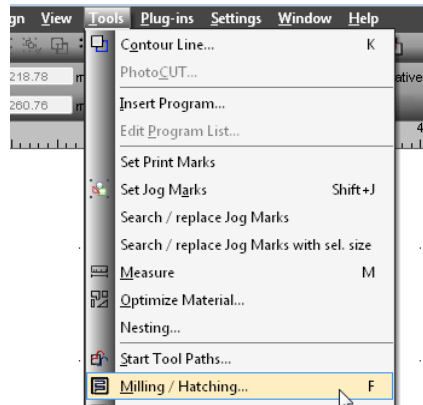 gn View Tools Plug-ins Settings Window Help
Contour Line... K
218.78 m
PhotoCUT...
ative
260.76 m
Insert Program...
Edit Program List...
4
Set Print Marks
Set Jog Marks Shift+J
Search / replace Jog Marks
Search / replace Jog Marks with sel. size
Measure M
Optimize Material...
Nesting...
Start Tool Paths...
Milling / Hatching... F